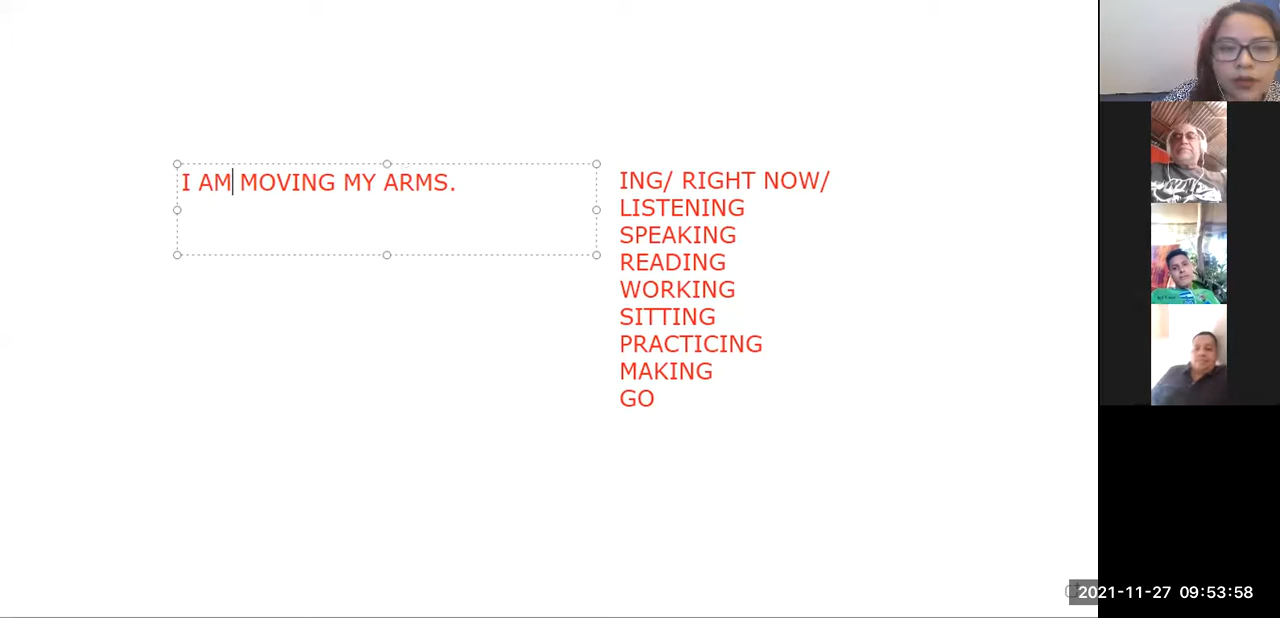 I AM MOVING MY ARMS.
ING/ RIGHT NOW/
LISTENING
SPEAKING
READING
WORKING
SITTING
PRACTICING
MAKING
GO
2021-11-27 09:53:58